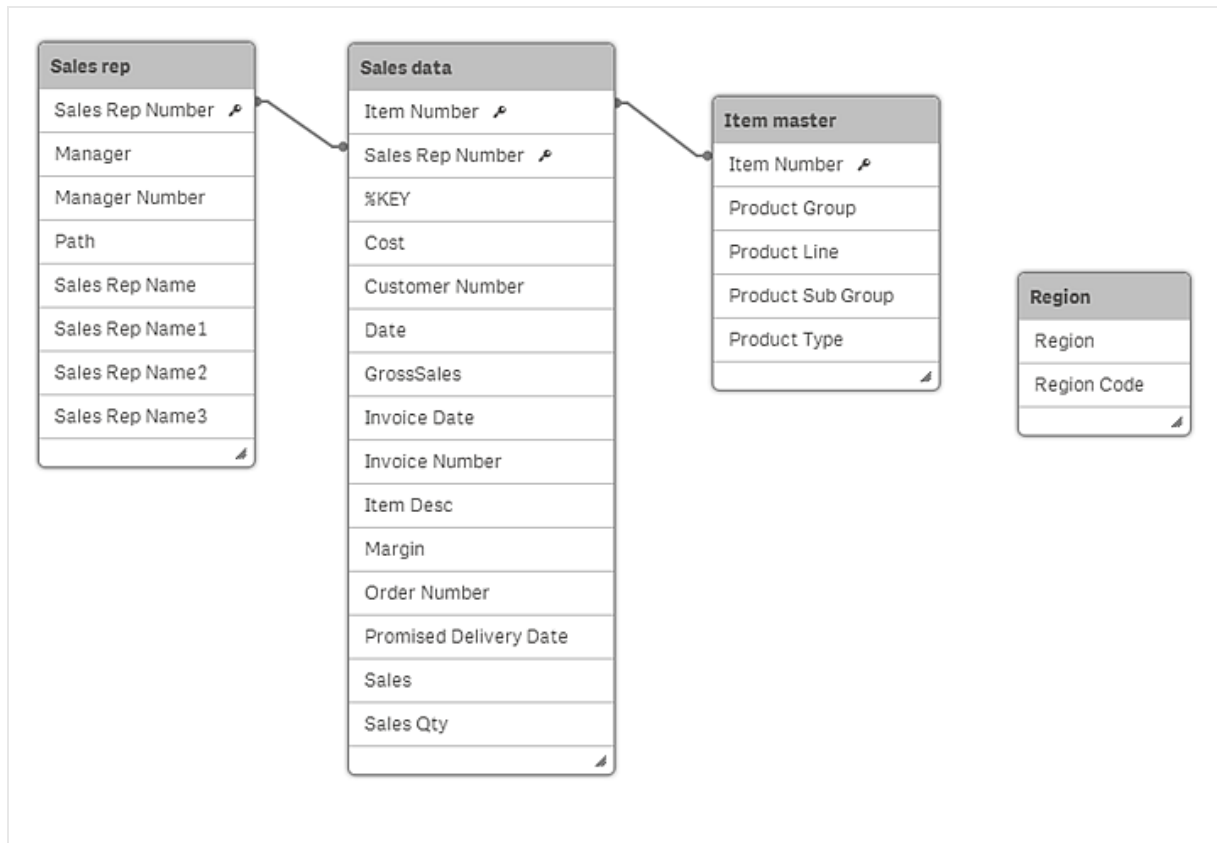 Sales rep
Sales Rep Number
Manager
Manager Number
Path
Sales Rep Name
Sales Rep Name1
Sales Rep Name2
Sales Rep Name3
Sales data
Item Number
Sales Rep Number
%KEY
Cost
Customer Number
Date
GrossSales
Invoice Date
Invoice Number
Item Desc
Margin
Order Number
Promised Delivery Date
Sales
Sales Qty
Item master
Item Number
Product Group
Product Line
Product Sub Group
Product Type
Region
Region
Region Code